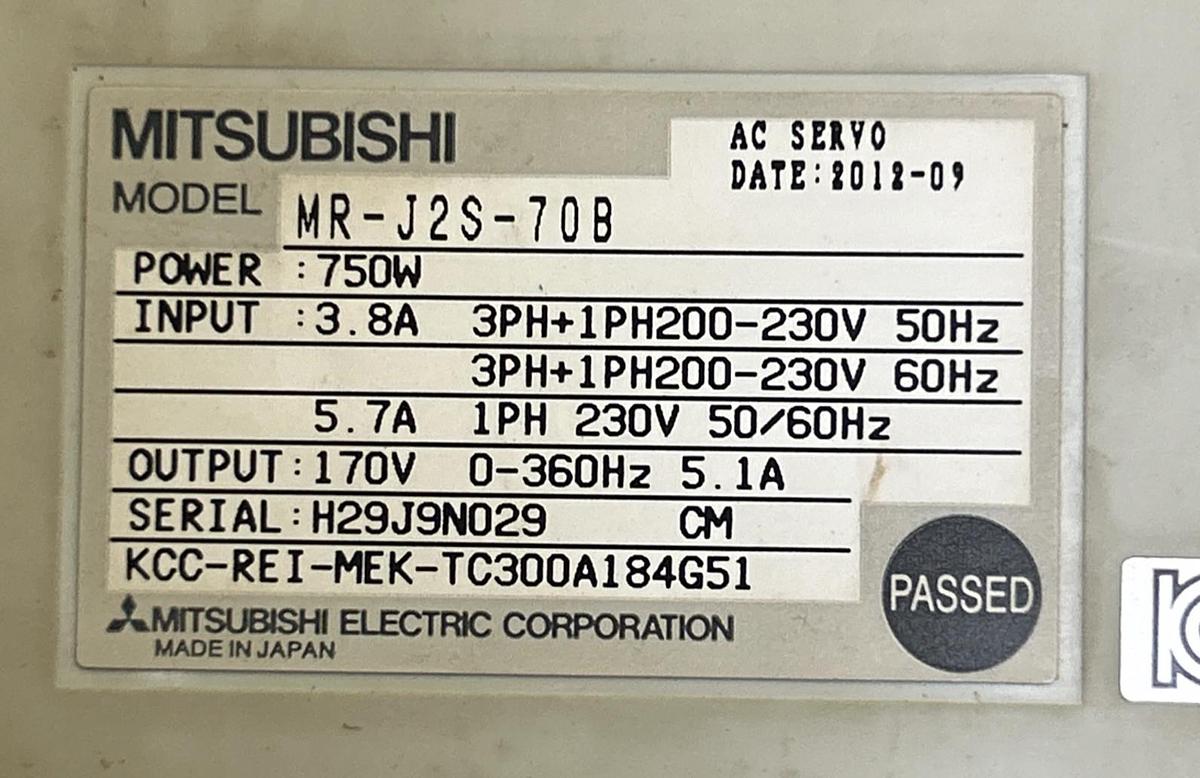 MITSUBISHI
AC SERVO
DATE:2012-09
MODEL MR-J2S-70B
POWER :750W
INPUT :3.8A 3PH+1PH200-230V 50Hz
3PH+1PH200-230V 60Hz
5.7A 1PH 230V 50/60Hz
OUTPUT:170V 0-360Hz 5.1A
SERIAL:H29J9N029 CM
KCC-REI-MEK-TC300A184G51
PASSED
MITSUBISHI ELECTRIC CORPORATION
MADE IN JAPAN